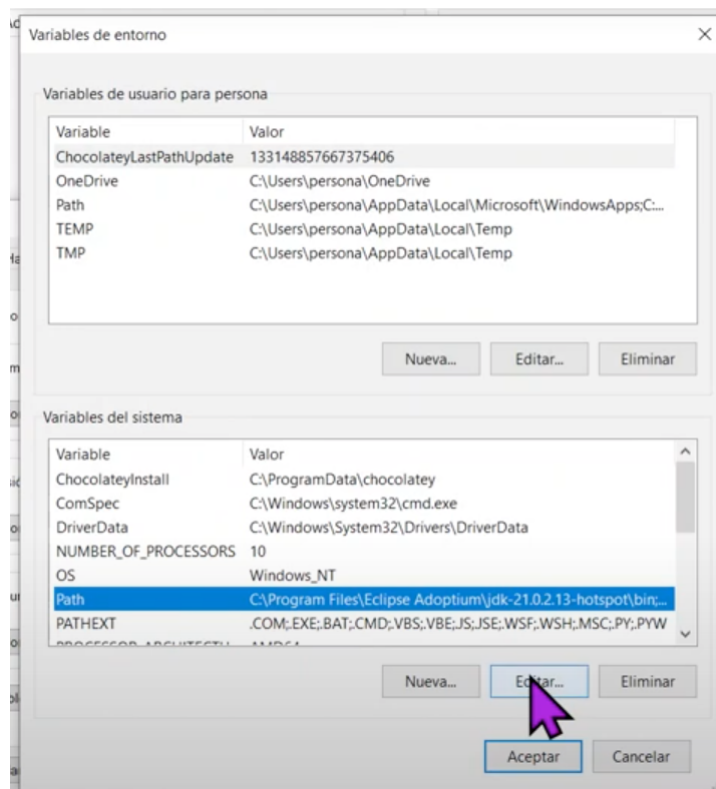 Variables de entorno
Variables de usuario para persona
Variable Valor
ChocolateyLastPathUpdate 133148857667375406
OneDrive C:\Users\persona\OneDrive
Path C:\Users\persona\AppData\Local\Microsoft\WindowsApps;C:...
TEMP C:\Users\persona\AppData\Local\Temp
TMP C:\Users\persona\AppData\Local\Temp
Nueva... Editar... Eliminar
Variables del sistema
Variable Valor
ChocolateyInstall C:\ProgramData\chocolatey
ComSpec C:\Windows\system32\cmd.exe
DriverData C:\Windows\System32\Drivers\DriverData
NUMBER_OF_PROCESSORS 10
OS Windows_NT
Path C:\Program Files\Eclipse Adoptium\jdk-21.0.2.13-hotspot\bin;...
PATHEXT .COM;.EXE;.BAT;.CMD;.VBS;.VBE;.JS;.JSE;.WSF;.WSH;.MSC;.PY;.PYW
Nueva... Editar... Eliminar
Aceptar Cancelar